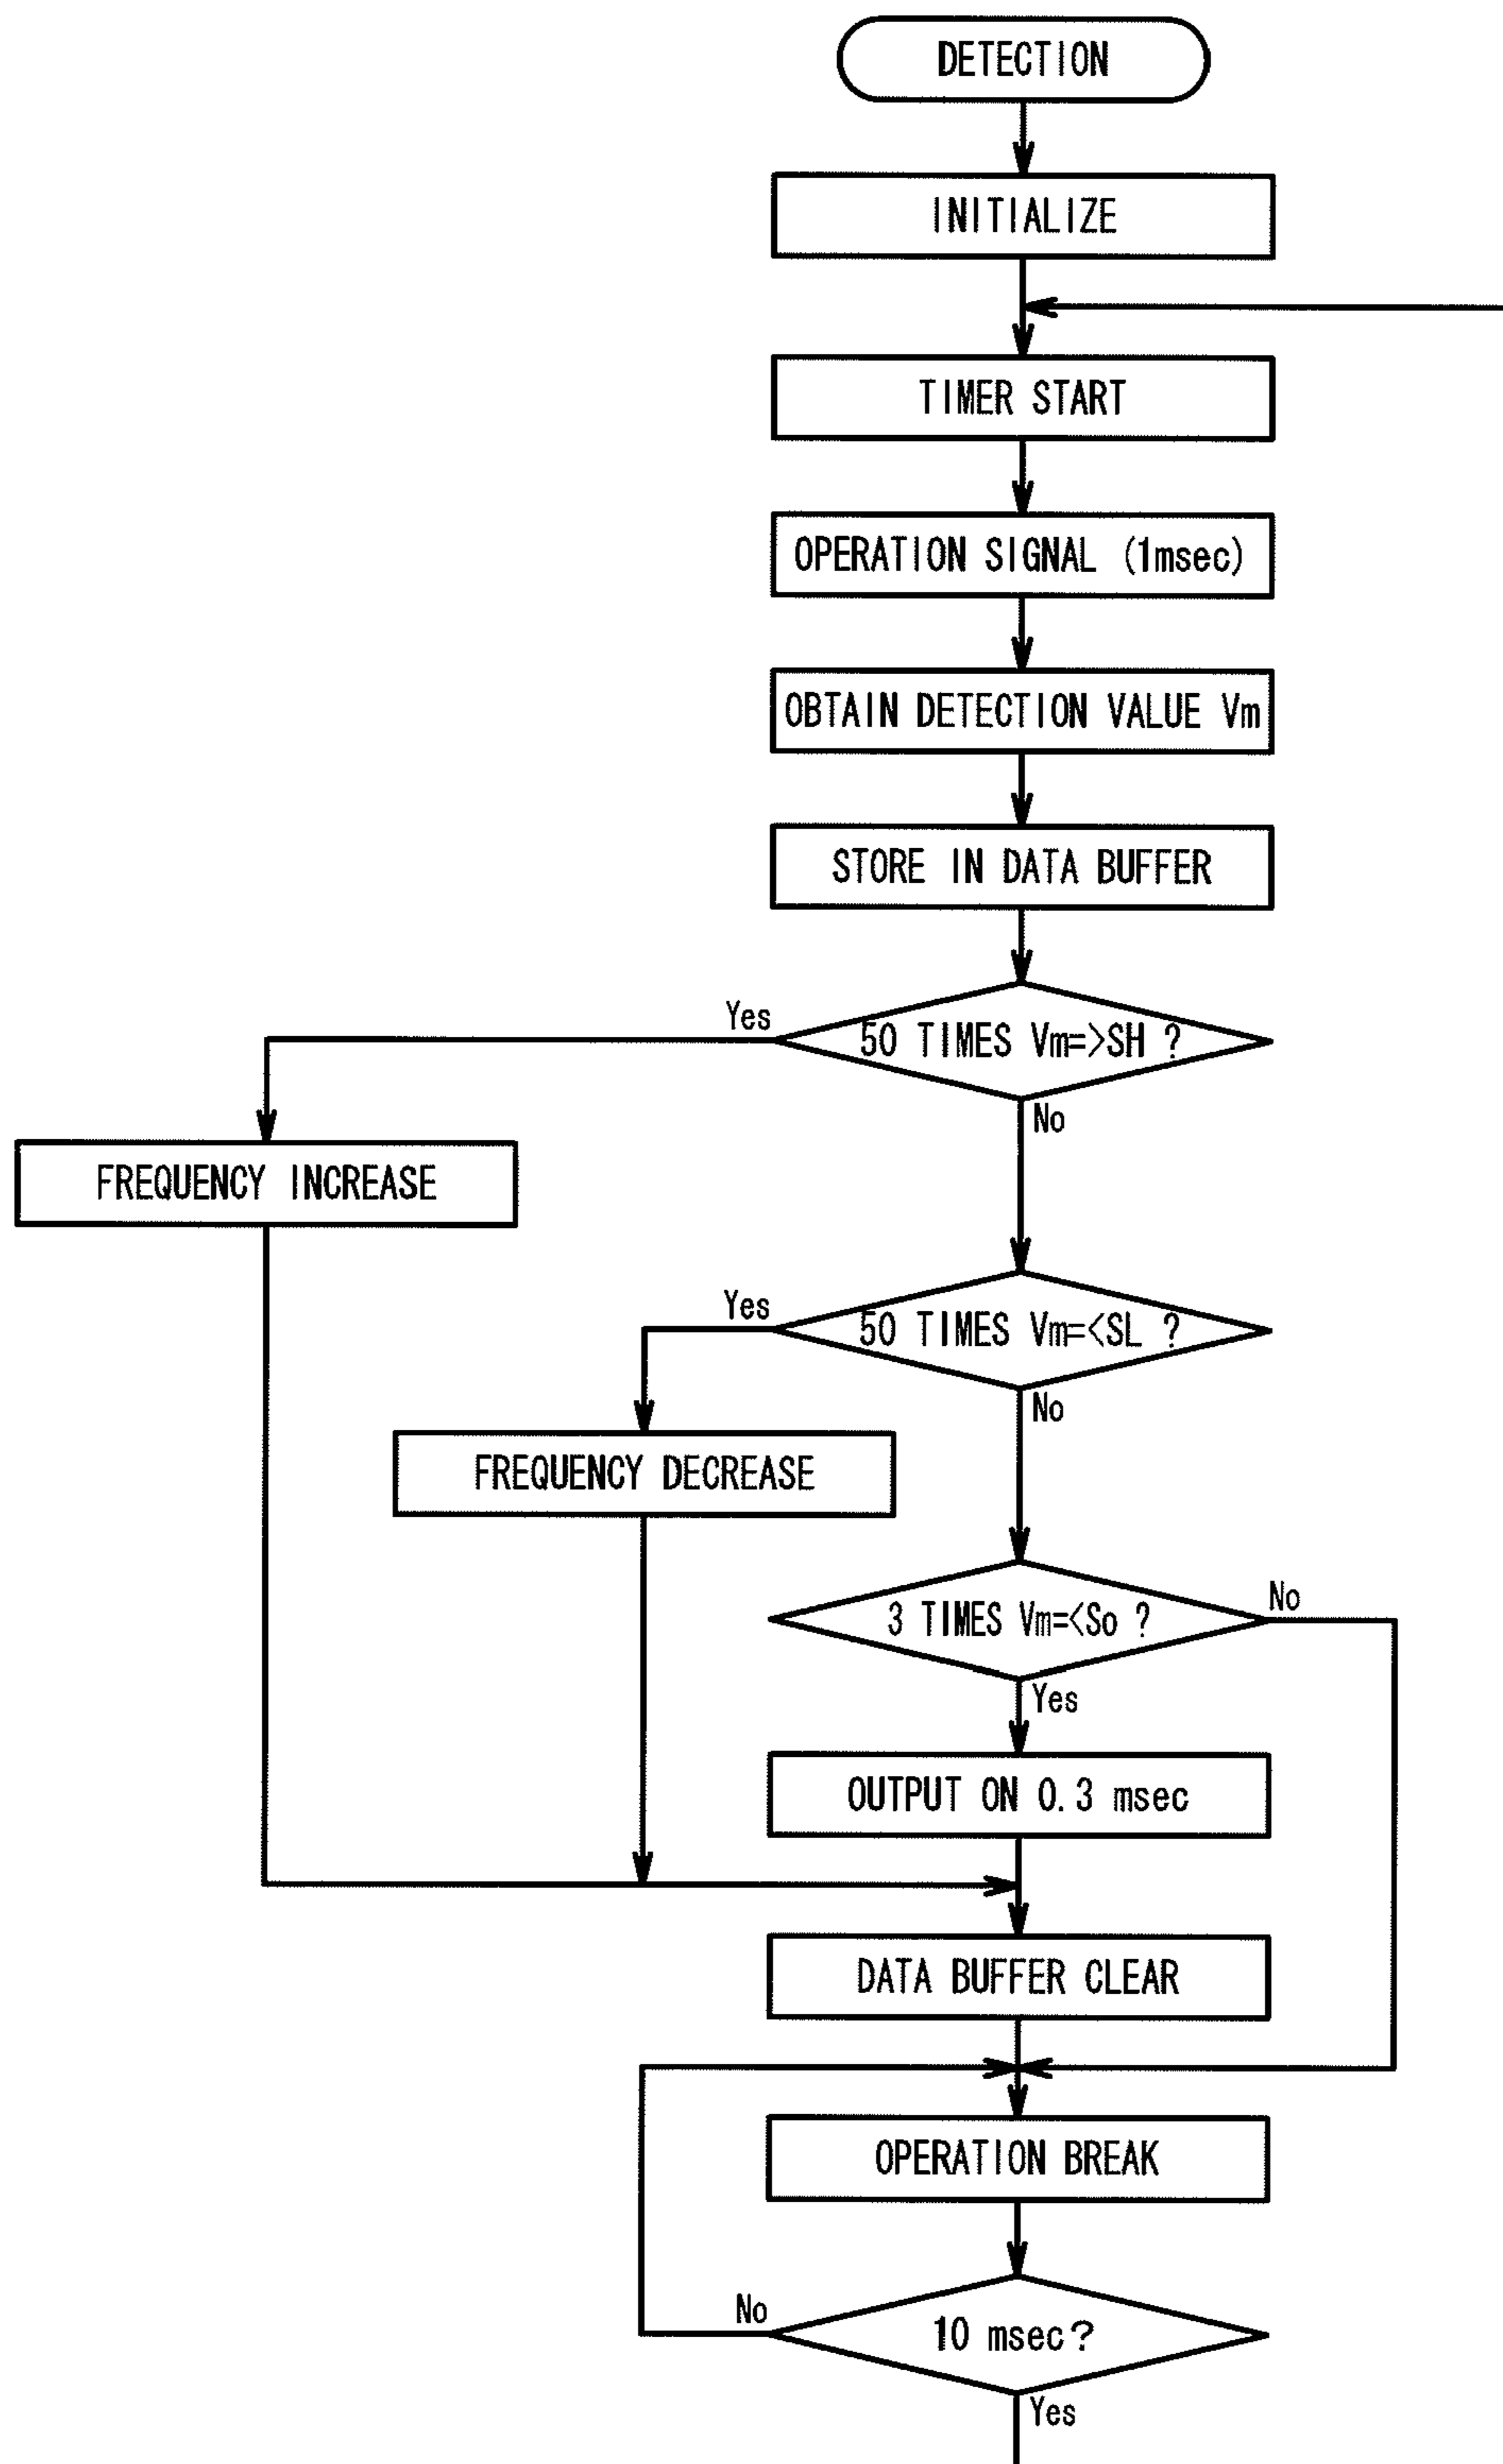 DETECTION
INITIALIZE
TIMER START
OPERATION SIGNAL (1msec)
OBTAIN DETECTION VALUE Vm
STORE IN DATA BUFFER
Yes
50 TIMES Vm=>SH ?
No
FREQUENCY INCREASE
Yes
50 TIMES Vm=<SL ?
No
FREQUENCY DECREASE
3 TIMES Vm=<So ?
No
Yes
OUTPUT ON 0.3 msec
DATA BUFFER CLEAR
OPERATION BREAK
No
10 msec?
Yes